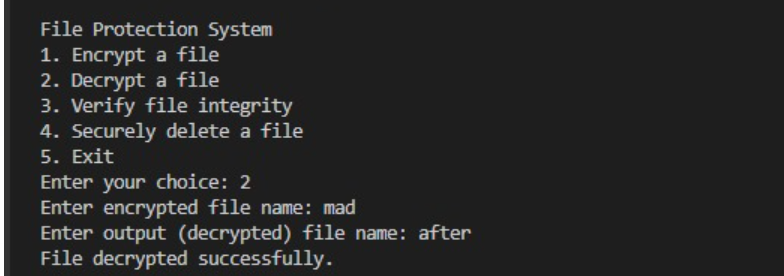 File Protection System
1. Encrypt a file
2. Decrypt a file
3. Verify file integrity
4. Securely delete a file
5. Exit
Enter your choice: 2
Enter encrypted file name: mad
Enter output (decrypted) file name: after
File decrypted successfully.